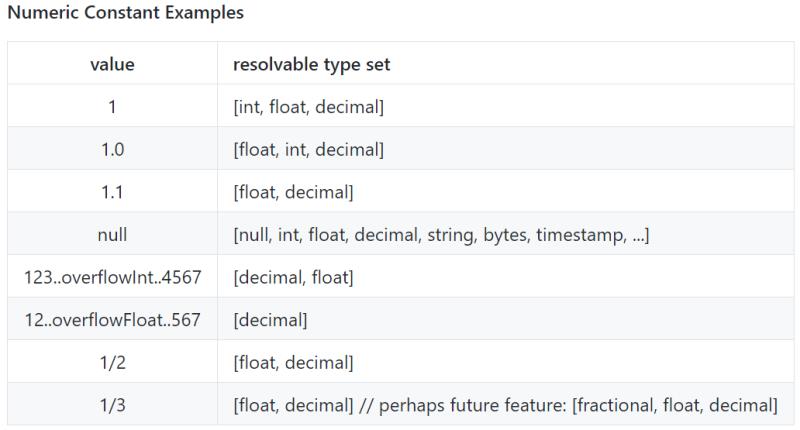 Numeric Constant Examples
value resolvable type set
1 [int, float, decimal]
1.0 [float, int, decimal]
1.1 [float, decimal]
null [null, int, float, decimal, string, bytes, timestamp, ...]
123..overflowInt..4567 [decimal, float]
12..overflowFloat..567 [decimal]
1/2 [float, decimal]
1/3 [float, decimal] // perhaps future feature: [fractional, float, decimal]